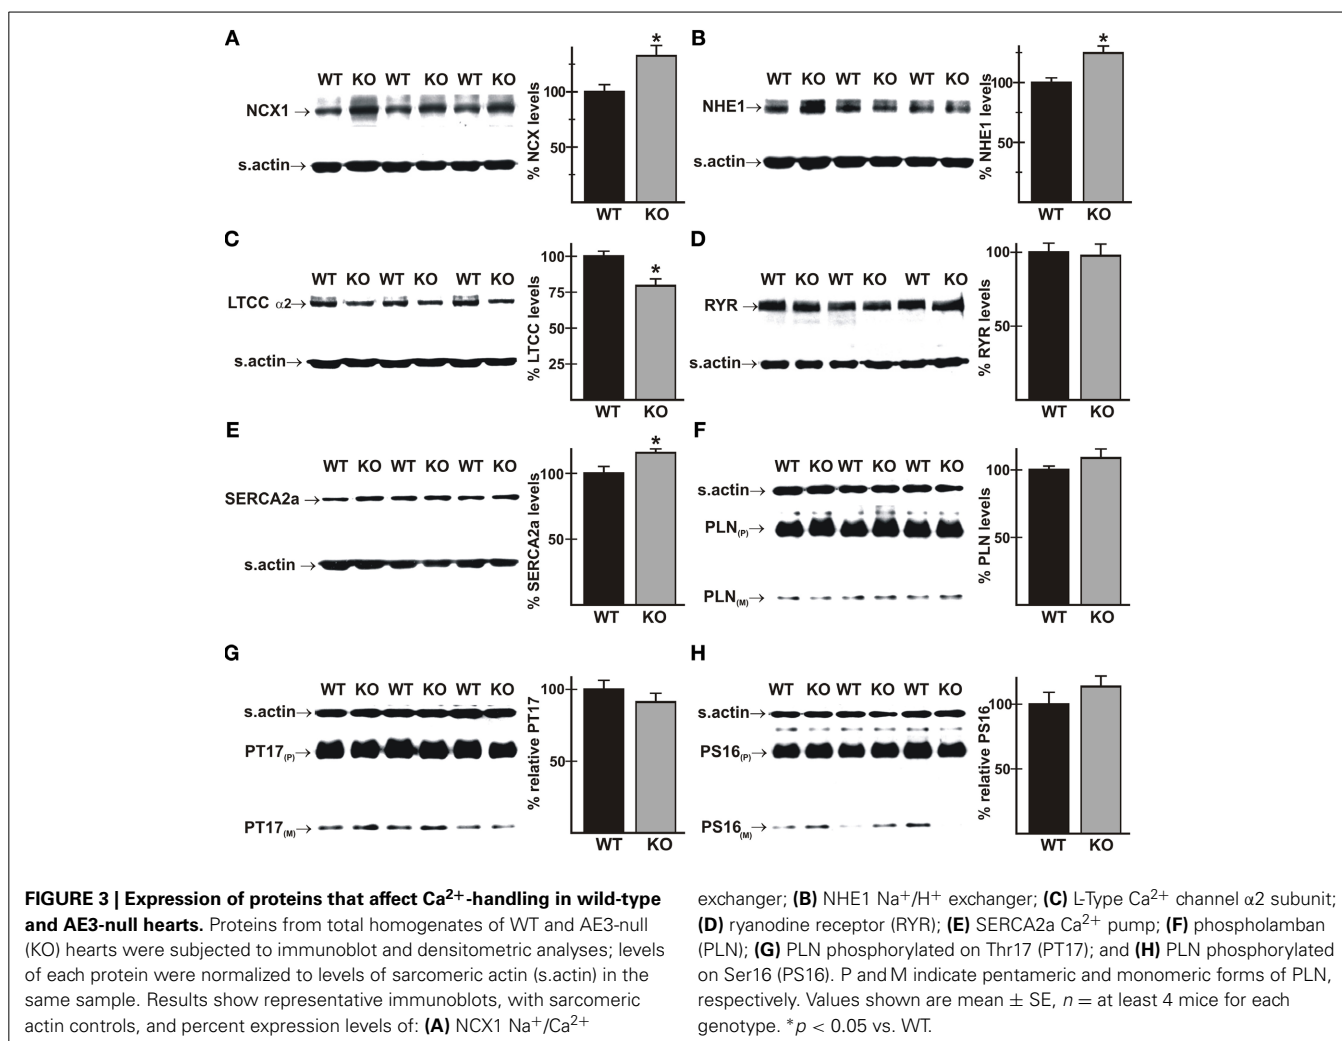 A
WT KO WT KO WT KO
NCX1
s.actin
% NCX levels
100
50
*
WT KO
B
WT KO WT KO WT KO
NHE1
s.actin
% NHE1 levels
100
50
*
WT KO
C
WT KO WT KO WT KO
LTCC α2
s.actin
% LTCC levels
100
75
50
25
*
WT KO
D
WT KO WT KO WT KO
RYR
s.actin
% RYR levels
100
50
WT KO
E
WT KO WT KO WT KO
SERCA2a
s.actin
% SERCA2a levels
100
50
*
WT KO
F
WT KO WT KO WT KO
s.actin
PLN(P)
PLN(M)
% PLN levels
100
50
WT KO
G
WT KO WT KO WT KO
s.actin
PT17(P)
PT17(M)
% relative PT17
100
50
WT KO
H
WT KO WT KO WT KO
s.actin
PS16(P)
PS16(M)
% relative PS16
100
50
WT KO
FIGURE 3 | Expression of proteins that affect Ca2+-handling in wild-type
and AE3-null hearts. Proteins from total homogenates of WT and AE3-null
(KO) hearts were subjected to immunoblot and densitometric analyses; levels
of each protein were normalized to levels of sarcomeric actin (s.actin) in the
same sample. Results show representative immunoblots, with sarcomeric
actin controls, and percent expression levels of: (A) NCX1 Na+/Ca2+
exchanger; (B) NHE1 Na+/H+ exchanger; (C) L-Type Ca2+ channel α2 subunit;
(D) ryanodine receptor (RYR); (E) SERCA2a Ca2+ pump; (F) phospholamban
(PLN); (G) PLN phosphorylated on Thr17 (PT17); and (H) PLN phosphorylated
on Ser16 (PS16). P and M indicate pentameric and monomeric forms of PLN,
respectively. Values shown are mean ± SE, n = at least 4 mice for each
genotype. *p < 0.05 vs. WT.